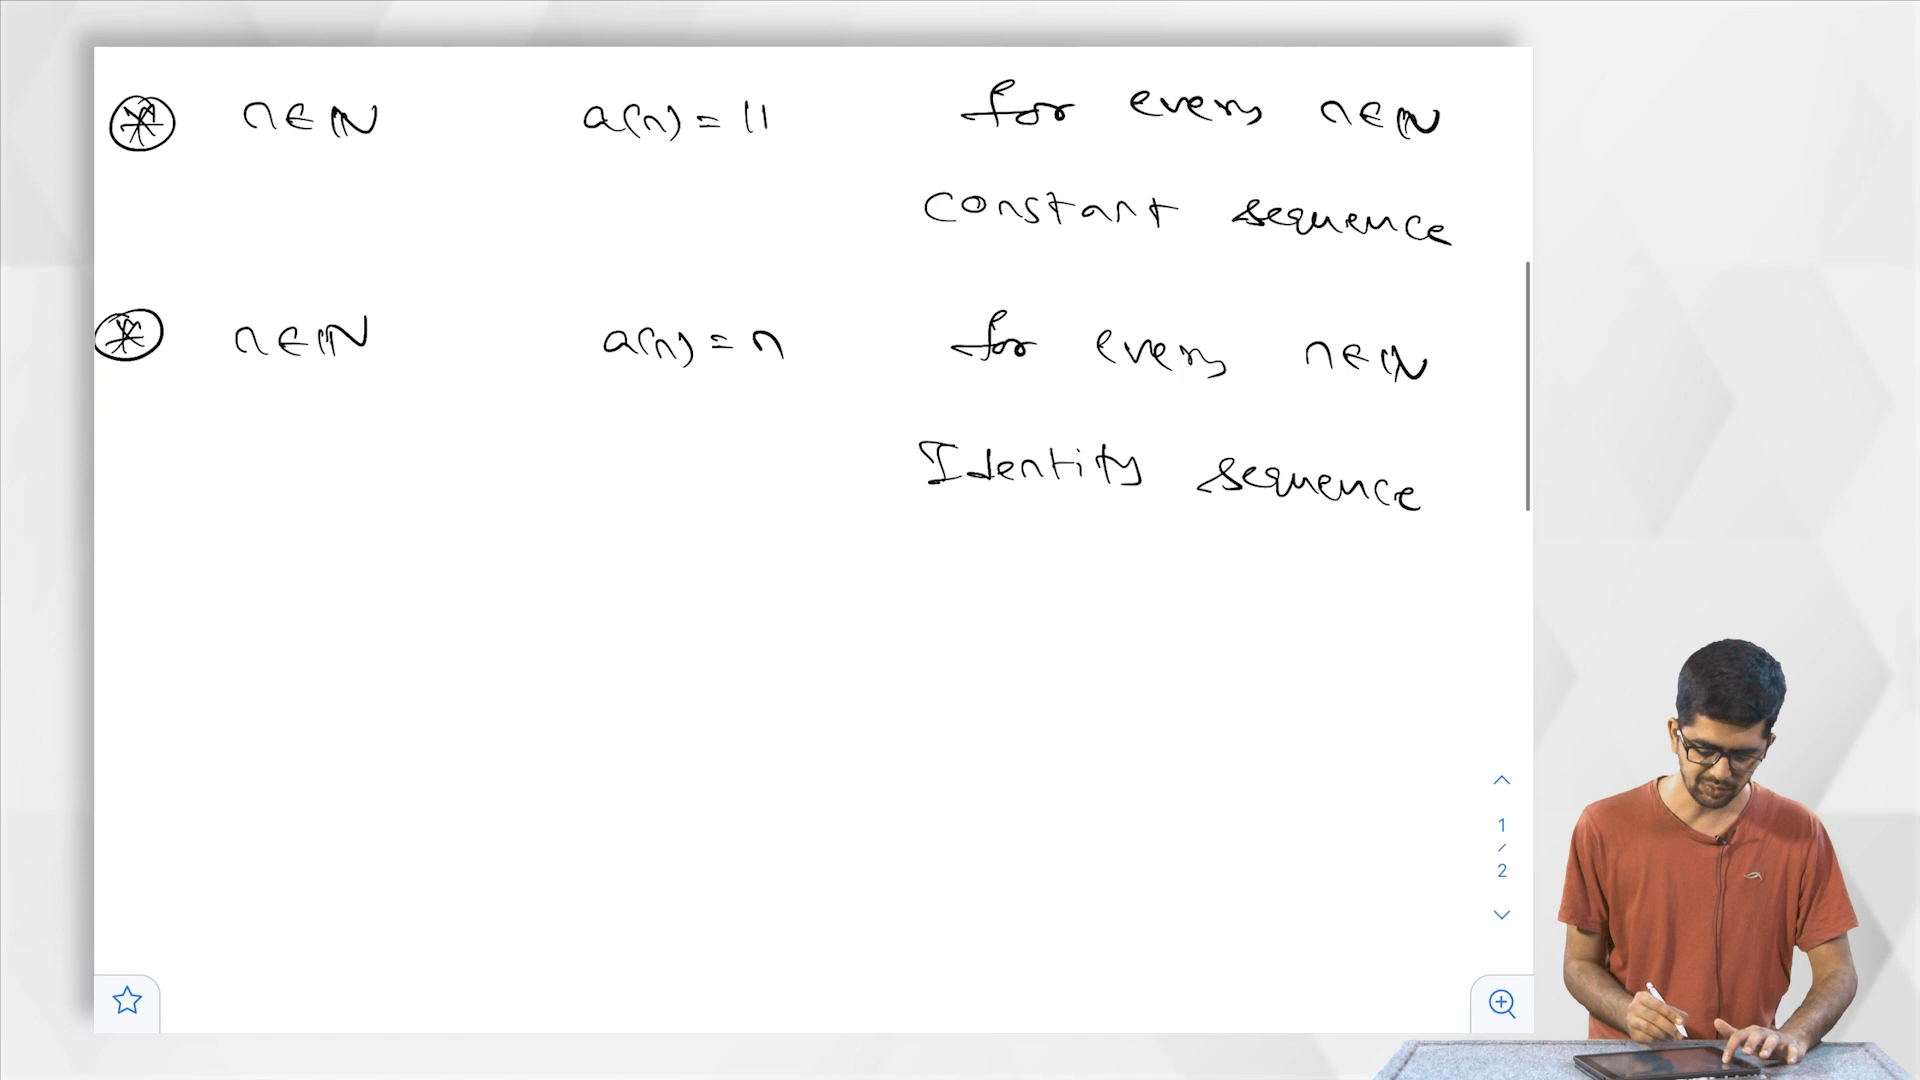 n∈ℕ a(n) = 11 for every n∈ℕ
constant sequence
n∈ℕ a(n) = n for every n∈ℕ
Identity sequence
1
/
2